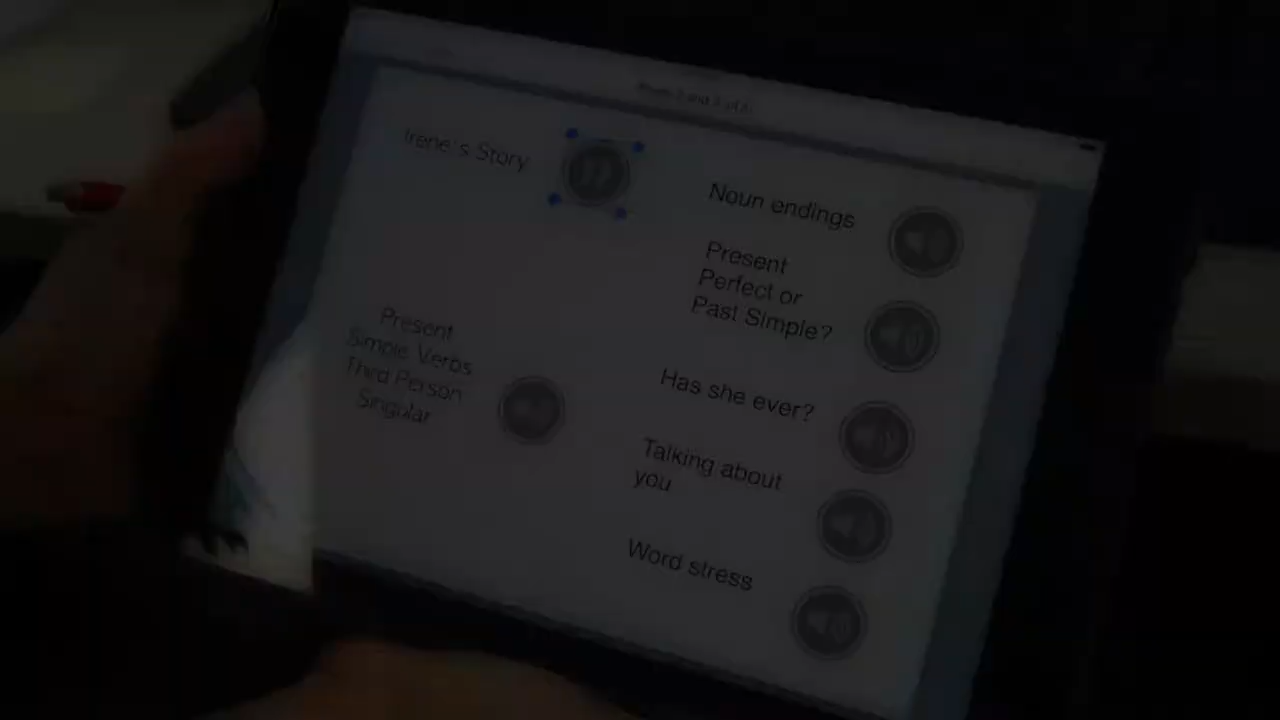 Irene's Story
Present
Simple Verbs
Third Person
Singular
Noun endings
Present
Perfect or
Past Simple?
Has she ever?
Talking about
you
Word stress